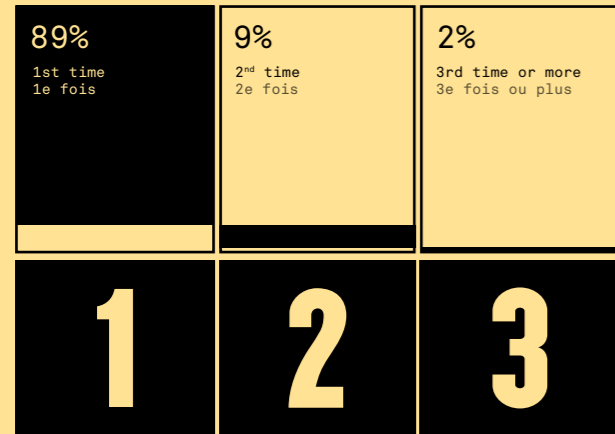 89%
1st time
1e fois
9%
2nd time
2e fois
2%
3rd time or more
3e fois ou plus
1
2
3